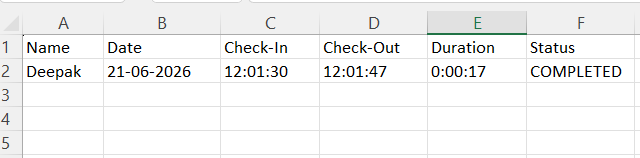 A B C D E F
1 Name Date Check-In Check-Out Duration Status
2 Deepak 21-06-2026 12:01:30 12:01:47 0:00:17 COMPLETED
3
4
5